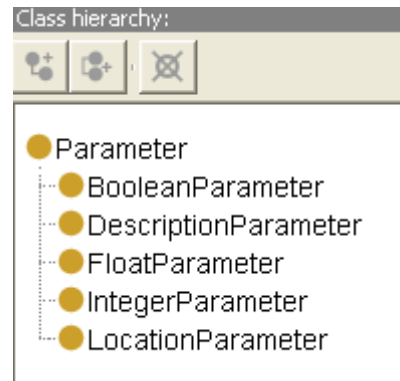 Class hierarchy:
Parameter
BooleanParameter
DescriptionParameter
FloatParameter
IntegerParameter
LocationParameter